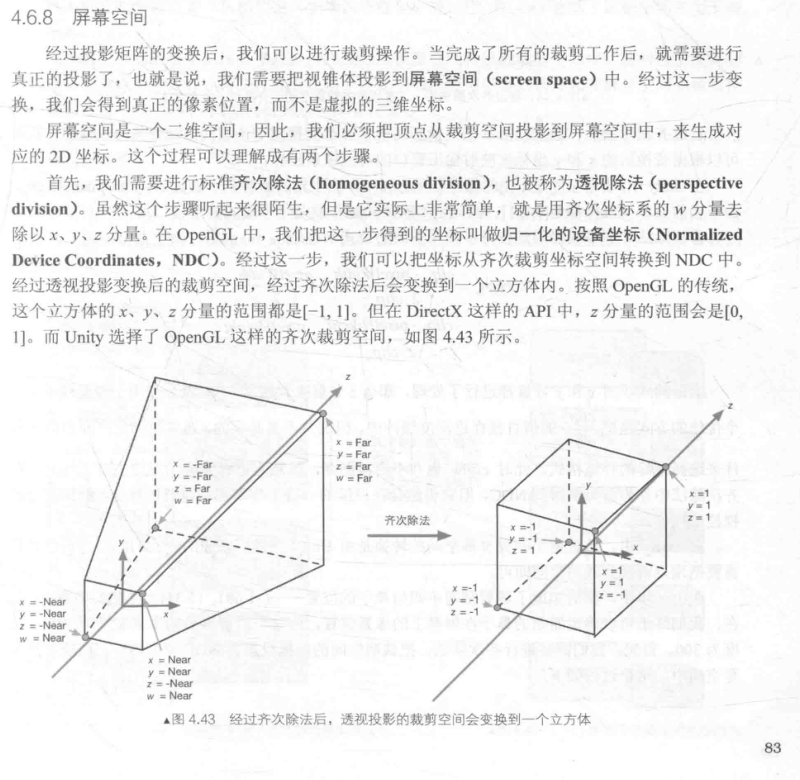 4.6.8 屏幕空间
经过投影矩阵的变换后，我们可以进行裁剪操作。当完成了所有的裁剪工作后，就需要进行
真正的投影了，也就是说，我们需要把视锥体投影到屏幕空间（screen space）中。经过这一步变
换，我们会得到真正的像素位置，而不是虚拟的三维坐标。
屏幕空间是一个二维空间，因此，我们必须把顶点从裁剪空间投影到屏幕空间中，来生成对
应的 2D 坐标。这个过程可以理解成有两个步骤。
首先，我们需要进行标准齐次除法（homogeneous division），也被称为透视除法（perspective
division）。虽然这个步骤听起来很陌生，但是它实际上非常简单，就是用齐次坐标系的 w 分量去
除以 x、y、z 分量。在 OpenGL 中，我们把这一步得到的坐标叫做归一化的设备坐标（Normalized
Device Coordinates，NDC）。经过这一步，我们可以把坐标从齐次裁剪坐标空间转换到 NDC 中。
经过透视投影变换后的裁剪空间，经过齐次除法后会变换到一个立方体内。按照 OpenGL 的传统，
这个立方体的 x、y、z 分量的范围都是[−1, 1]。但在 DirectX 这样的 API 中，z 分量的范围会是[0,
1]。而 Unity 选择了 OpenGL 这样的齐次裁剪空间，如图 4.43 所示。
z
x = Far
y = Far
z = Far
w = Far
x = -Far
y = -Far
z = Far
w = Far
y
x
x = -Near
y = -Near
z = -Near
w = Near
x = Near
y = Near
z = -Near
w = Near
齐次除法
z
x =1
y = 1
z = 1
y
x =-1
y = -1
z = 1
x
x =1
y = 1
z = -1
x =-1
y = -1
z = -1
▲图 4.43 经过齐次除法后，透视投影的裁剪空间会变换到一个立方体
83